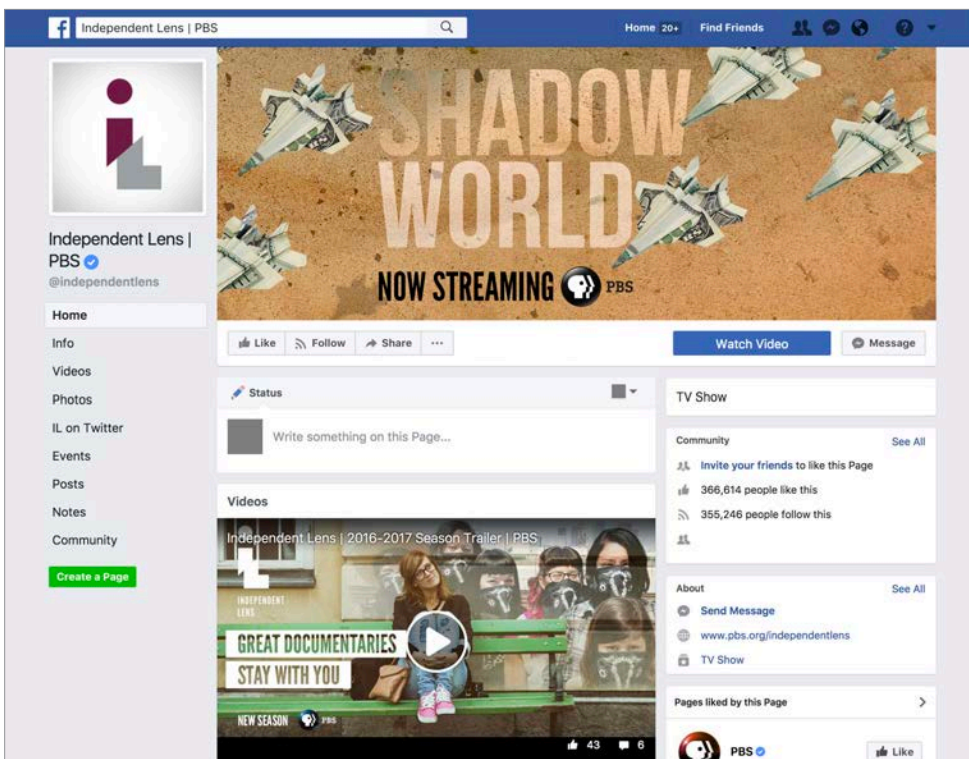 Independent Lens | PBS
Home 20+
Find Friends
Independent Lens |
PBS
@independentlens
Home
Info
Videos
Photos
IL on Twitter
Events
Posts
Notes
Community
Create a Page
SHADOW
WORLD
NOW STREAMING PBS
Like
Follow
Share
Watch Video
Message
Status
Write something on this Page...
Videos
Independent Lens | 2016-2017 Season Trailer | PBS
INDEPENDENT
LENS
GREAT DOCUMENTARIES
STAY WITH YOU
NEW SEASON PBS
43
6
TV Show
Community
See All
Invite your friends to like this Page
366,614 people like this
355,246 people follow this
About
See All
Send Message
www.pbs.org/independentlens
TV Show
Pages liked by this Page
PBS
Like